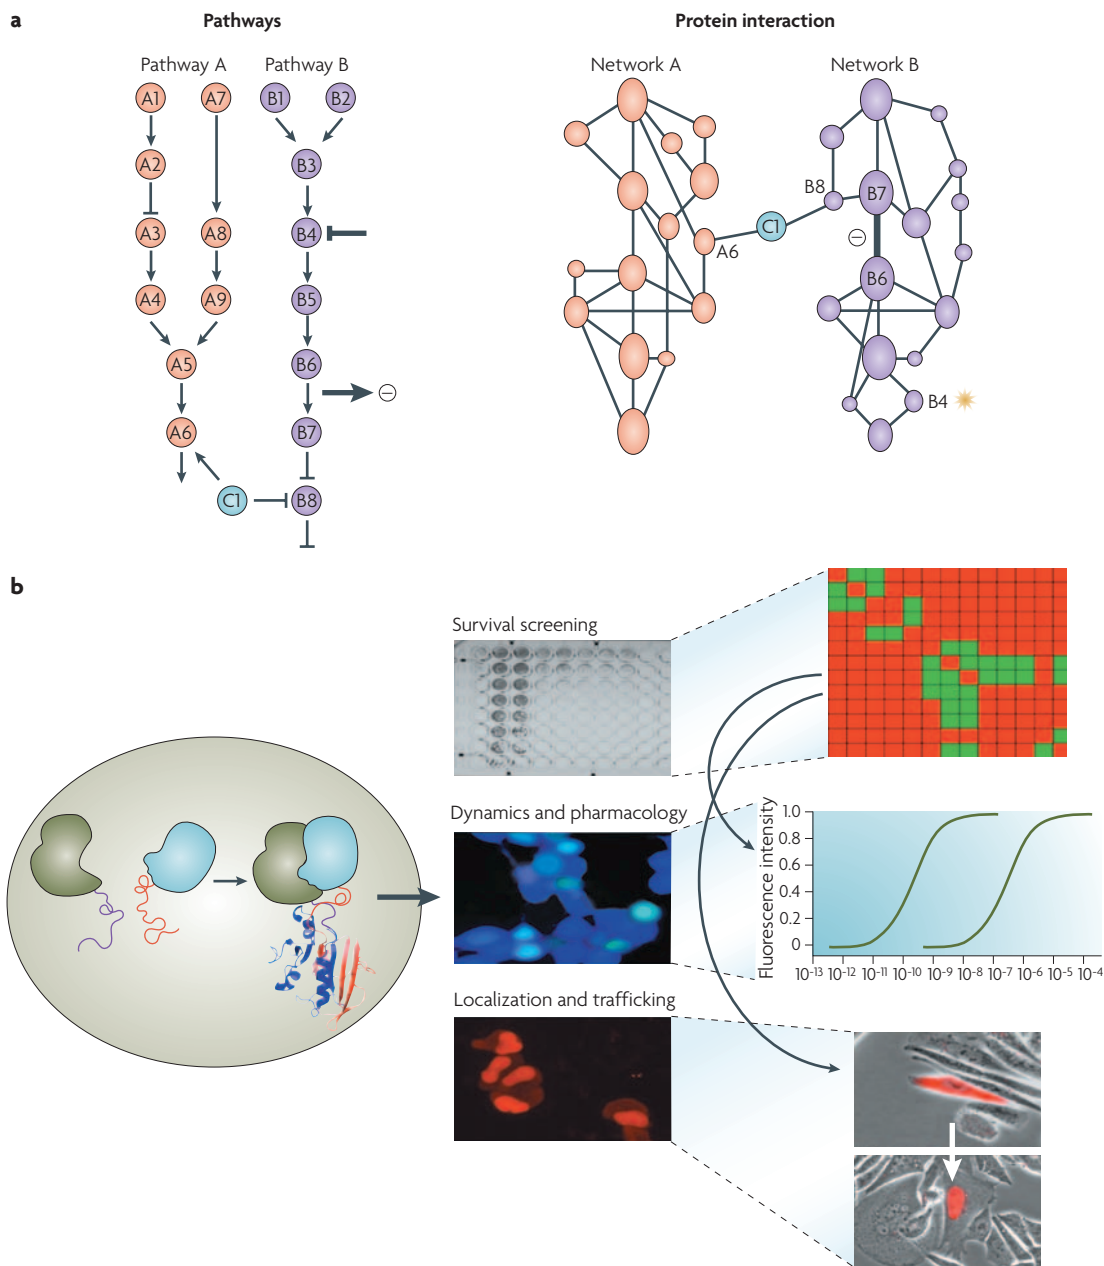 a
Pathways
Protein interaction
Pathway A
Pathway B
Network A
Network B
A1
A7
B1
B2
A2
B3
A3
A8
B4
A4
A9
B5
A5
B6
⊖
A6
B7
C1
B8
B8
B7
C1
A6
⊖
B6
B4
b
Survival screening
Dynamics and pharmacology
Localization and trafficking
Fluorescence intensity
1.0
0.8
0.6
0.4
0.2
0
10-13 10-12 10-11 10-10 10-9 10-8 10-7 10-6 10-5 10-4